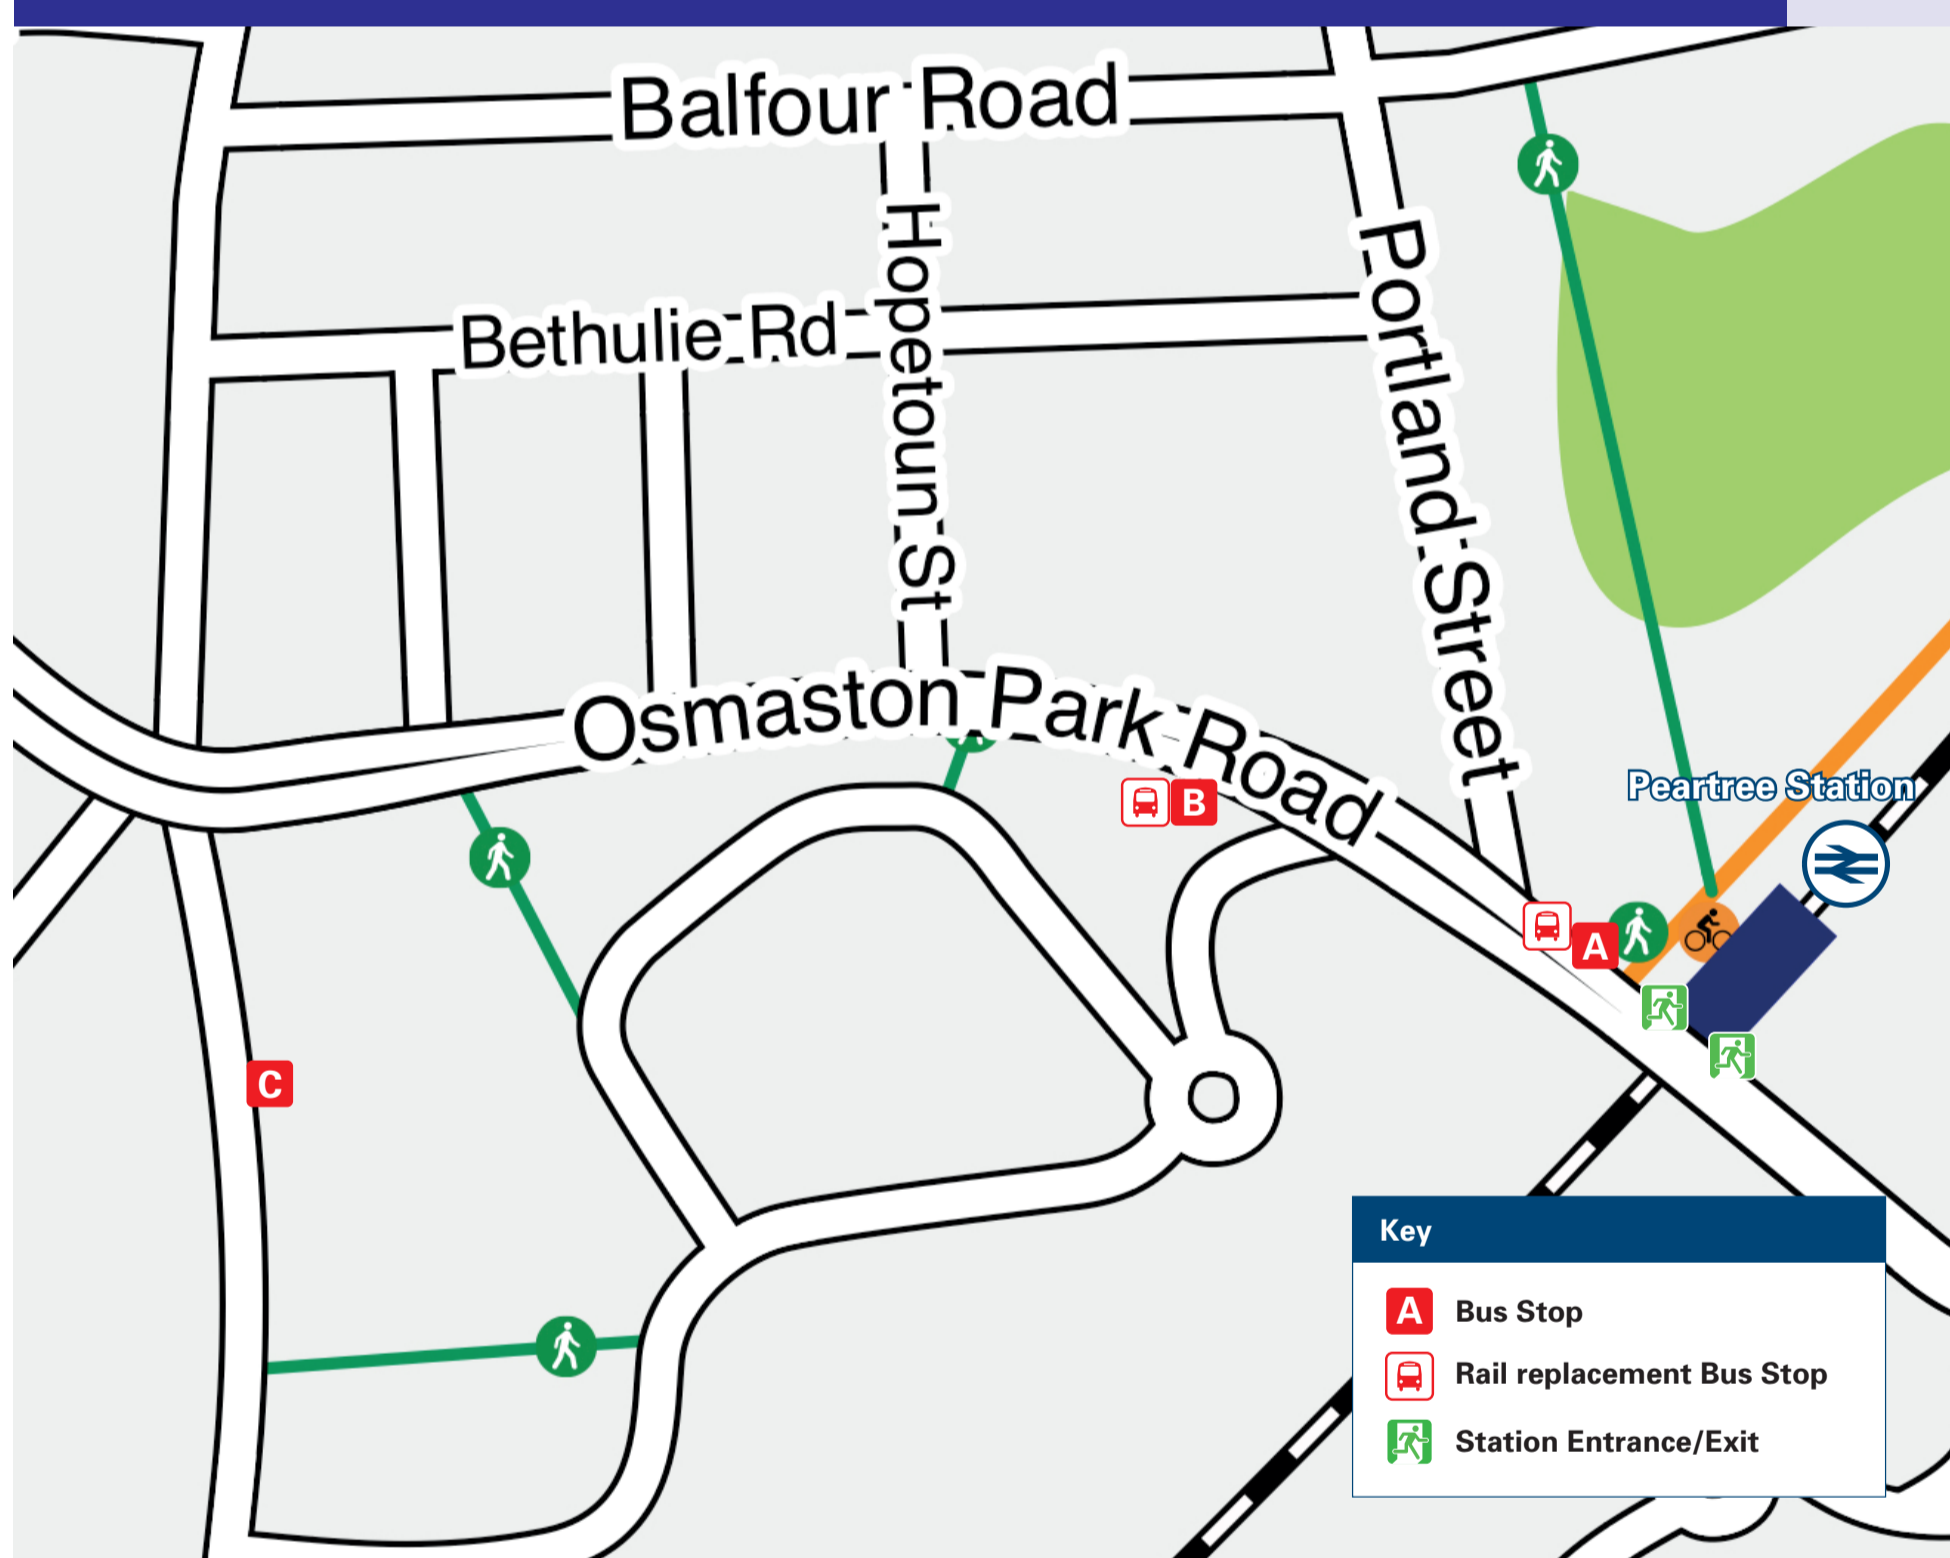 Balfour Road
Hopetoun St
Bethulie Rd
Portland Street
Osmaston Park Road
Peartree Station
B
A
C
Key
A Bus Stop
Rail replacement Bus Stop
Station Entrance/Exit